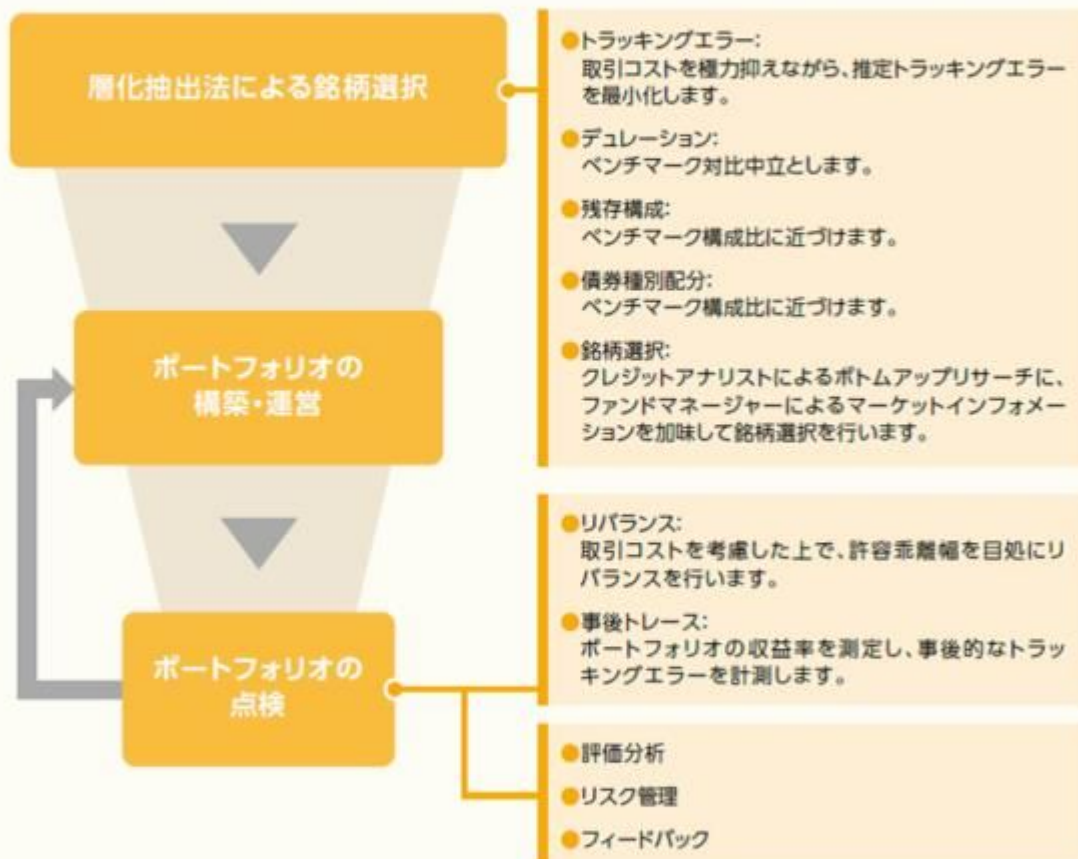 層化抽出法による銘柄選択
●トラッキングエラー:
取引コストを極力抑えながら、推定トラッキングエラー
を最小化します。
●デュレーション:
ベンチマーク対比中立とします。
●残存構成:
ベンチマーク構成比に近づけます。
●債券種別配分:
ベンチマーク構成比に近づけます。
●銘柄選択:
クレジットアナリストによるボトムアップリサーチに、
ファンドマネージャーによるマーケットインフォメー
ションを加味して銘柄選択を行います。
ポートフォリオの
構築・運営
●リバランス:
取引コストを考慮した上で、許容乖離幅を目処にリ
バランスを行います。
●事後トレース:
ポートフォリオの収益率を測定し、事後的なトラッ
キングエラーを計測します。
ポートフォリオの
点検
●評価分析
●リスク管理
●フィードバック